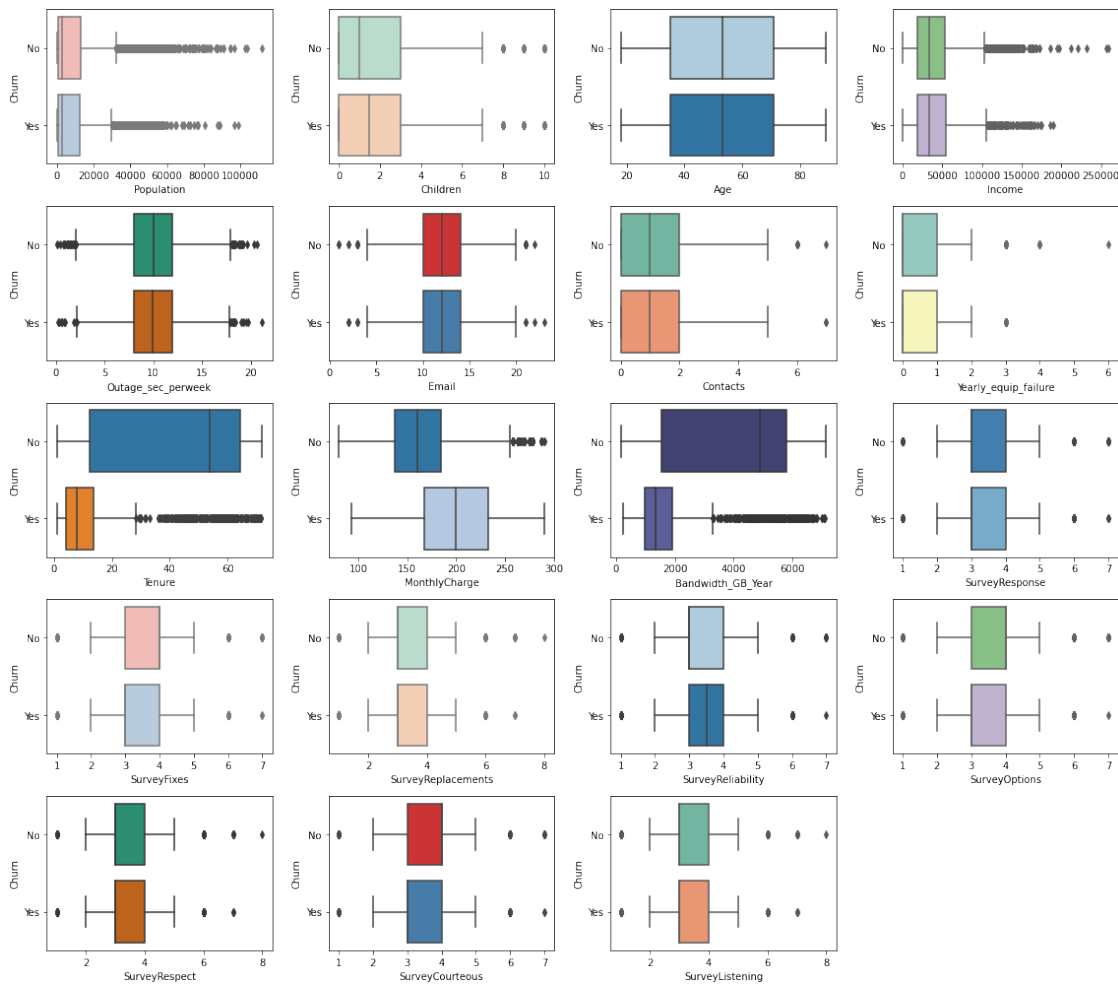 No No No No
Churn Churn Churn Churn
Yes Yes Yes Yes
0 20000 40000 60000 80000 100000 0 2 4 6 8 10 20 40 60 80 0 50000 100000 150000 200000 250000
Population Children Age Income
No No No No
Churn Churn Churn Churn
Yes Yes Yes Yes
0 5 10 15 20 0 5 10 15 20 0 2 4 6 0 1 2 3 4 5 6
Outage_sec_perweek Email Contacts Yearly_equip_failure
No No No No
Churn Churn Churn Churn
Yes Yes Yes Yes
0 20 40 60 100 150 200 250 300 0 2000 4000 6000 1 2 3 4 5 6 7
Tenure MonthlyCharge Bandwidth_GB_Year SurveyResponse
No No No No
Churn Churn Churn Churn
Yes Yes Yes Yes
1 2 3 4 5 6 7 2 4 6 8 1 2 3 4 5 6 7 1 2 3 4 5 6 7
SurveyFixes SurveyReplacements SurveyReliability SurveyOptions
No No No
Churn Churn Churn
Yes Yes Yes
2 4 6 8 1 2 3 4 5 6 7 2 4 6 8
SurveyRespect SurveyCourteous SurveyListening